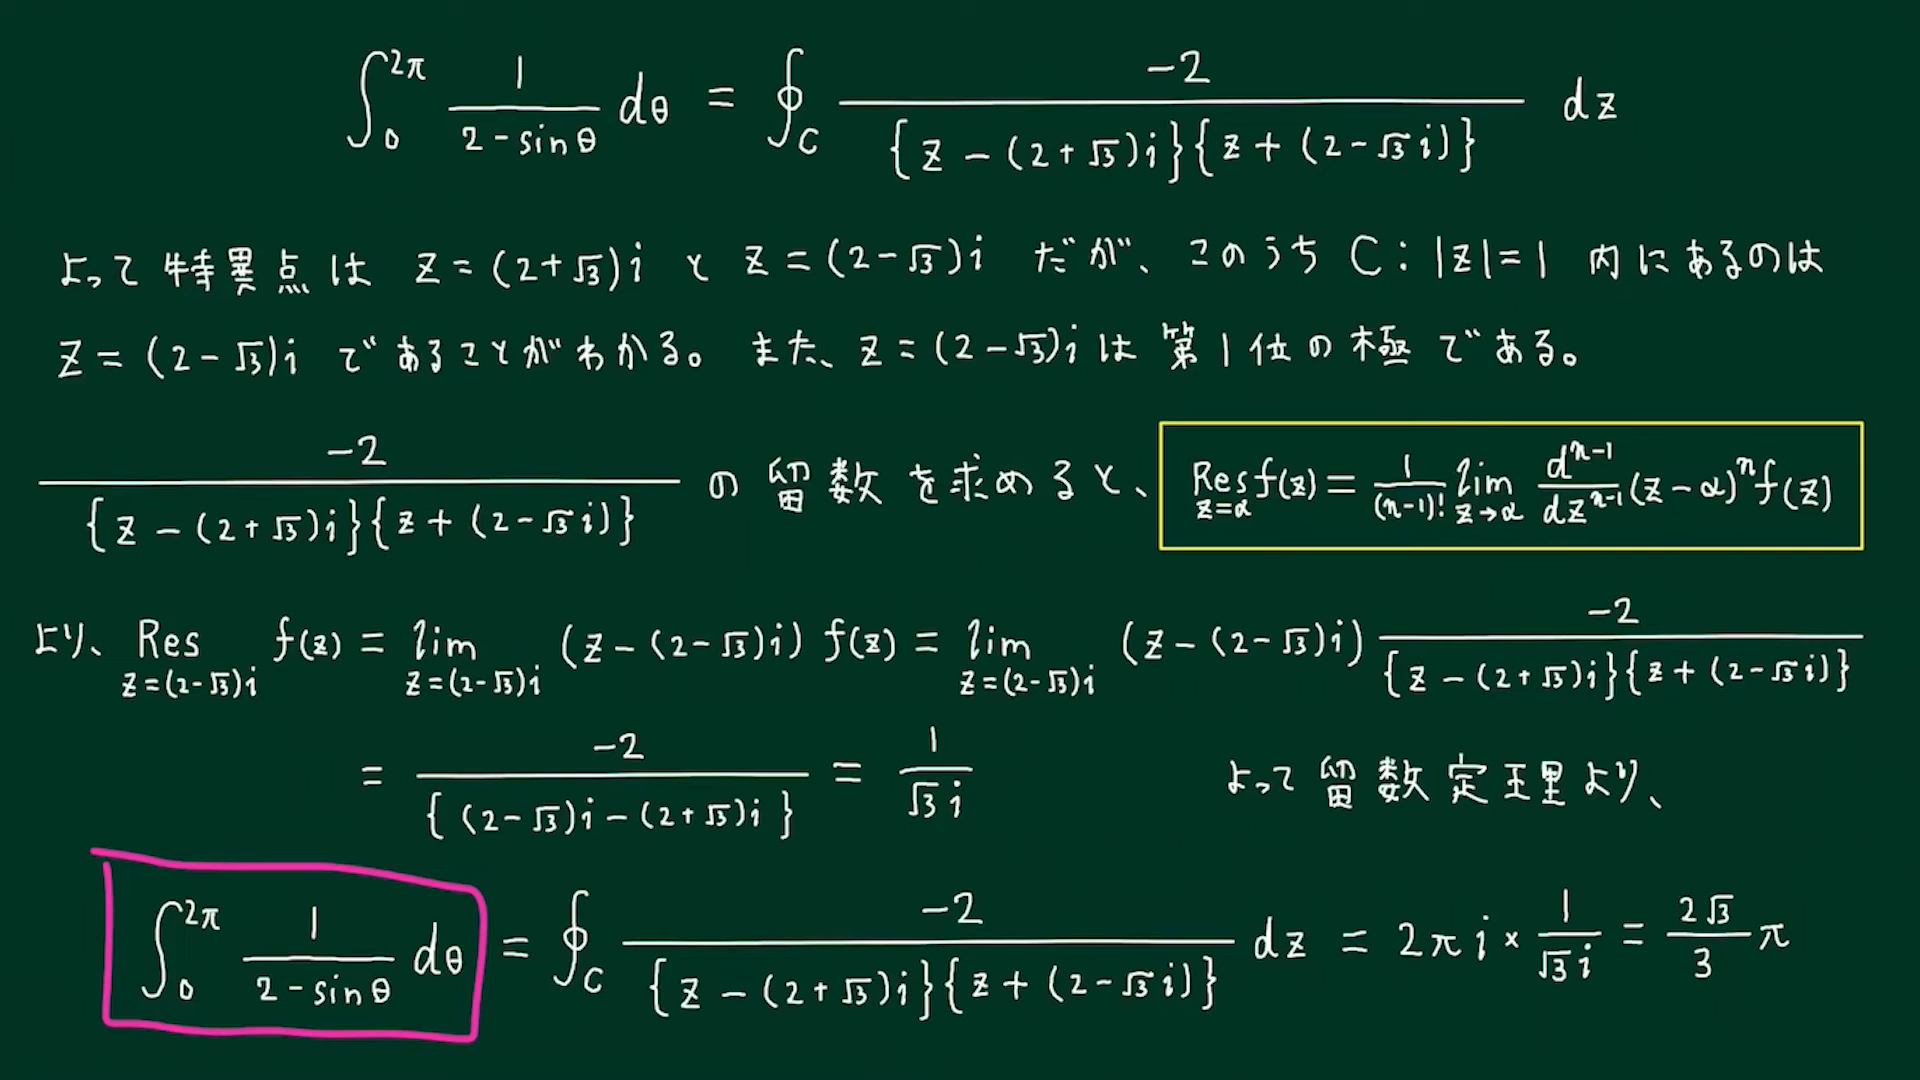 ∫₀^{2π} 1/(2-sinθ) dθ = ∮_C -2/({z-(2+√3)i}{z+(2-√3i)}) dz
よって特異点は z=(2+√3)i と z=(2-√3)i だが、このうち C:|z|=1 内にあるのは
z=(2-√3)i であることがわかる。また、z=(2-√3)i は第1位の極である。
-2/({z-(2+√3)i}{z+(2-√3i)}) の留数を求めると、 Res_{z=α} f(z) = 1/(n-1)! lim_{z→α} d^{n-1}/dz^{n-1} (z-α)^n f(z)
より、Res_{z=(2-√3)i} f(z) = lim_{z=(2-√3)i} (z-(2-√3)i) f(z) = lim_{z=(2-√3)i} (z-(2-√3)i) -2/({z-(2+√3)i}{z+(2-√3i)})
= -2/{(2-√3)i-(2+√3)i} = 1/(√3i) よって留数定理より、
∫₀^{2π} 1/(2-sinθ) dθ = ∮_C -2/({z-(2+√3)i}{z+(2-√3i)}) dz = 2πi × 1/(√3i) = 2√3/3 π